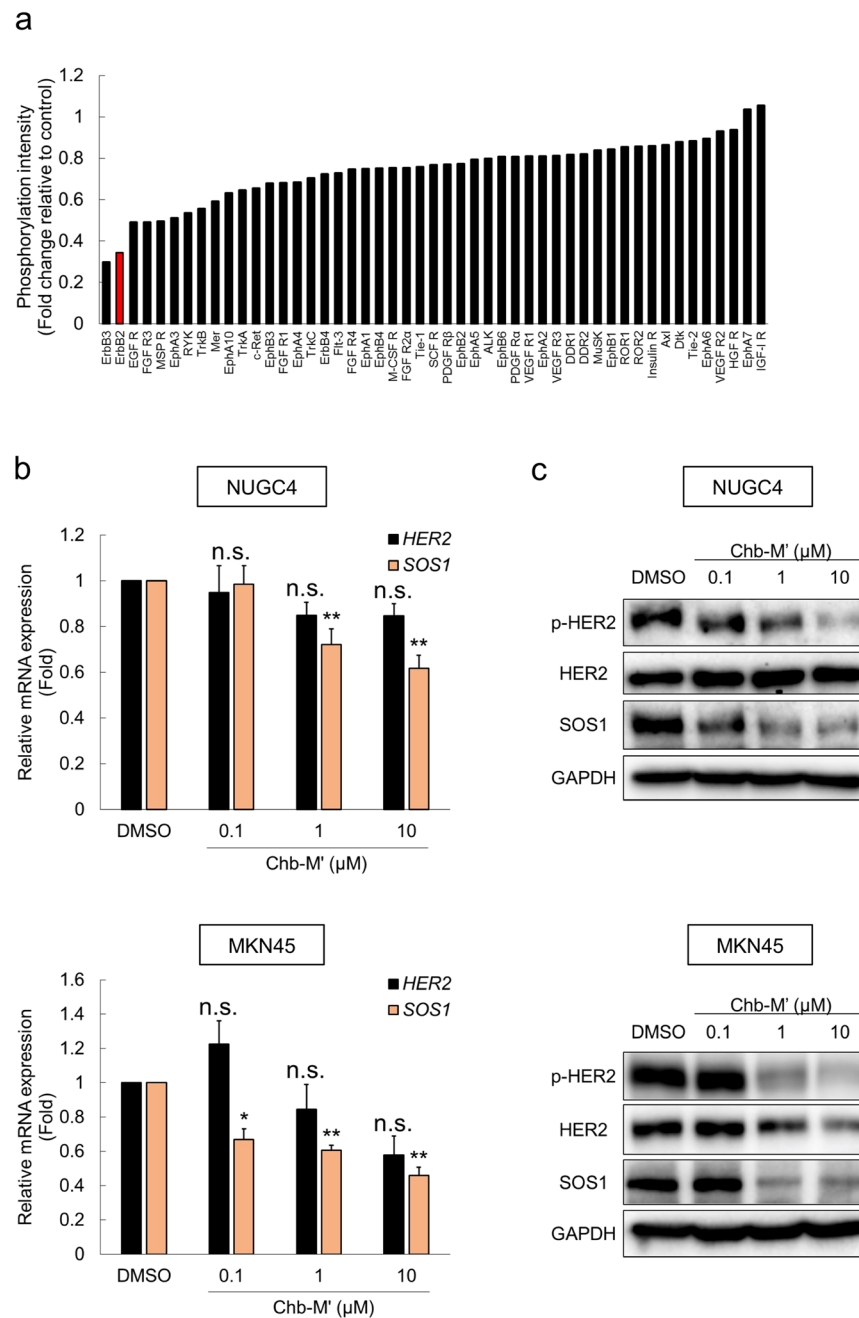 a
Phosphorylation intensity
(Fold change relative to control)
1.2
1
0.8
0.6
0.4
0.2
0
ErbB3
ErbB2
EGF R
FGF R3
MSP R
EphA3
RYK
TrkB
Mer
EphA10
TrkA
c-Ret
EphB3
FGF R1
EphA4
TrkC
ErbB4
Flt-3
FGF R4
EphA1
EphB4
M-CSF R
FGF R2α
Tie-1
SCF R
PDGF Rβ
EphB2
EphA5
ALK
EphB6
PDGF Rα
VEGF R1
EphA2
VEGF R3
DDR1
DDR2
MuSK
EphB1
ROR1
ROR2
Insulin R
Axl
Dtk
Tie-2
EphA6
VEGF R2
HGF R
EphA7
IGF-I R
b
NUGC4
Relative mRNA expression
(Fold)
1.2
1
0.8
0.6
0.4
0.2
0
HER2
SOS1
n.s.
n.s.
**
n.s.
**
DMSO
0.1
1
10
Chb-M' (μM)
MKN45
Relative mRNA expression
(Fold)
1.6
1.4
1.2
1
0.8
0.6
0.4
0.2
0
HER2
SOS1
n.s.
*
n.s.
**
n.s.
**
DMSO
0.1
1
10
Chb-M' (μM)
c
NUGC4
Chb-M' (μM)
DMSO 0.1 1 10
p-HER2
HER2
SOS1
GAPDH
MKN45
Chb-M' (μM)
DMSO 0.1 1 10
p-HER2
HER2
SOS1
GAPDH